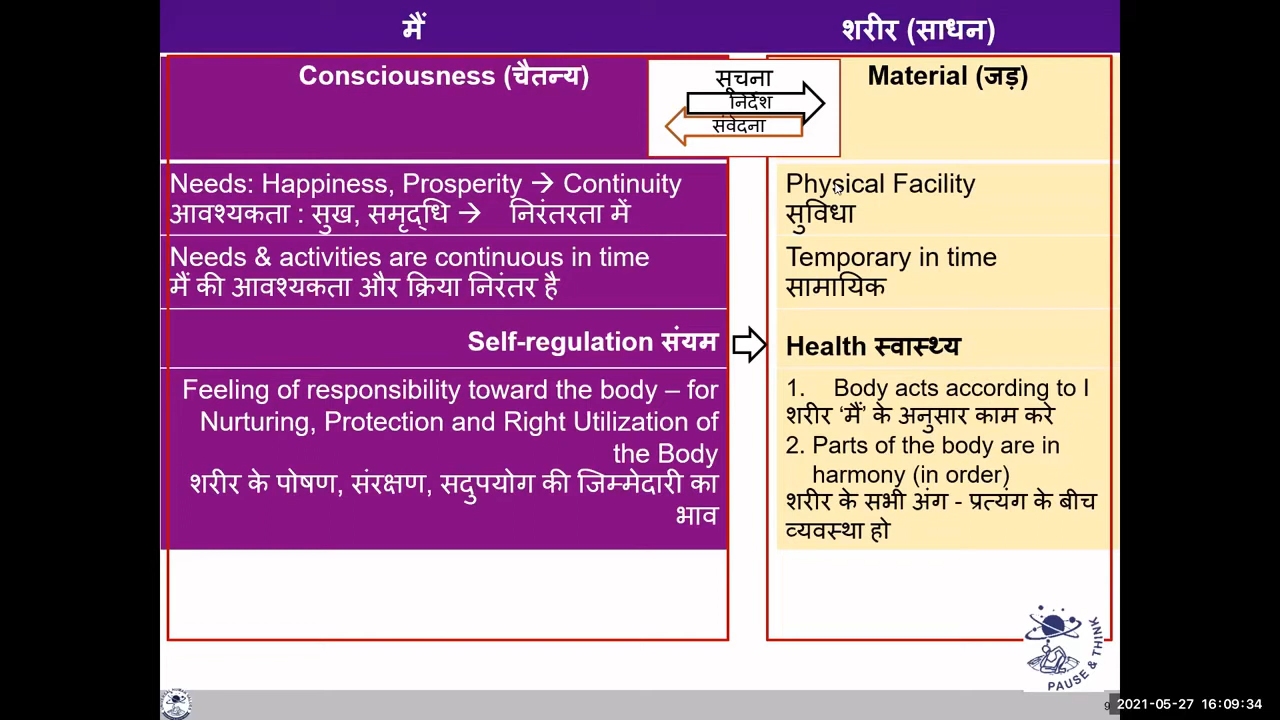 मैं
शरीर (साधन)
Consciousness (चैतन्य)
सूचना
निर्देश
संवेदना
Material (जड़)
Needs: Happiness, Prosperity → Continuity
आवश्यकता : सुख, समृद्धि → निरंतरता में
Physical Facility
सुविधा
Needs & activities are continuous in time
मैं की आवश्यकता और क्रिया निरंतर है
Temporary in time
सामायिक
Self-regulation संयम
Health स्वास्थ्य
Feeling of responsibility toward the body – for
Nurturing, Protection and Right Utilization of
the Body
शरीर के पोषण, संरक्षण, सदुपयोग की जिम्मेदारी का
भाव
1. Body acts according to I
शरीर ‘मैं’ के अनुसार काम करे
2. Parts of the body are in
harmony (in order)
शरीर के सभी अंग - प्रत्यंग के बीच
व्यवस्था हो
PAUSE & THINK
9
2021-05-27 16:09:34